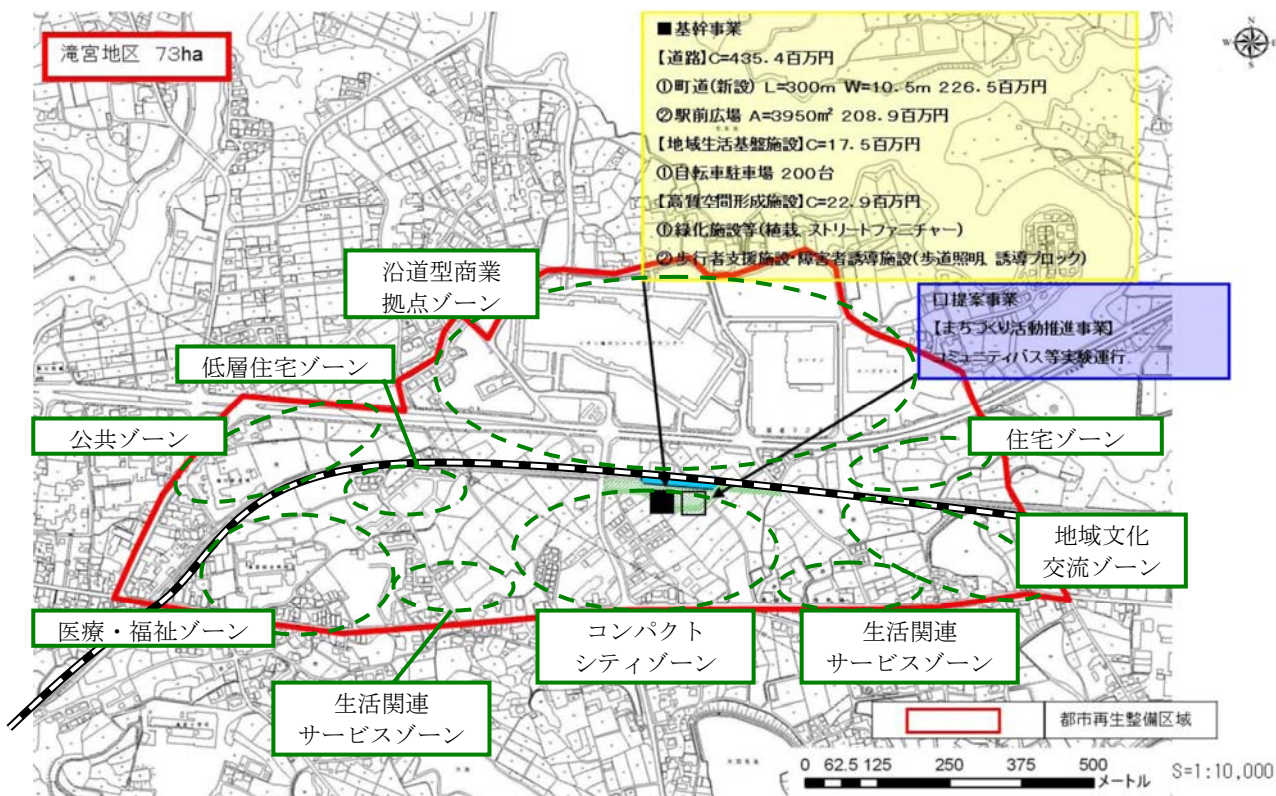 滝宮地区 73ha
■基幹事業
【道路】C=435.4百万円
①町道(新設) L=300m W=10.5m 226.5百万円
②駅前広場 A=3950㎡ 208.9百万円
【地域生活基盤施設】C=17.5百万円
①自転車駐車場 200台
【高質空間形成施設】C=22.9百万円
①緑化施設等(植栽、ストリートファニチャー)
②歩行者支援施設・障害者誘導施設(歩道照明、誘導ブロック)
N
W
E
S
□提案事業
【まちづくり活動推進事業】
コミュニティバス等実験運行
沿道型商業
拠点ゾーン
低層住宅ゾーン
公共ゾーン
住宅ゾーン
地域文化
交流ゾーン
医療・福祉ゾーン
コンパクト
シティゾーン
生活関連
サービスゾーン
生活関連
サービスゾーン
都市再生整備区域
0 62.5 125 250 375 500
メートル
S=1:10,000